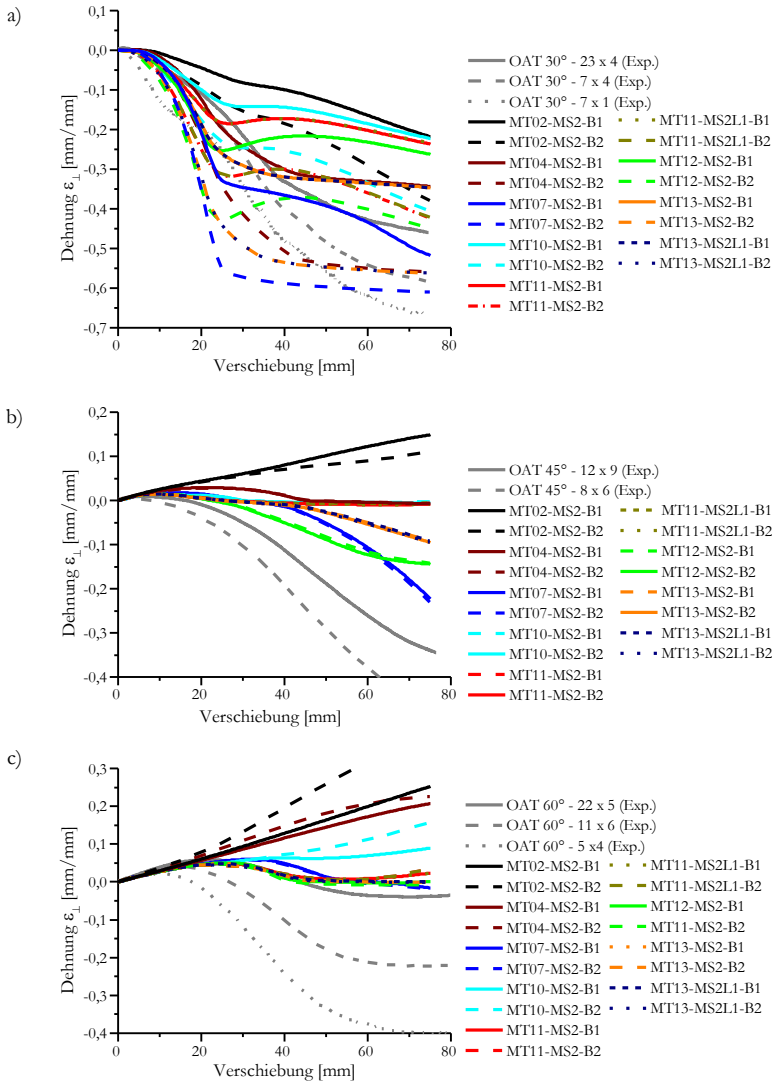 a)
0,0
-0,1
-0,2
-0,3
-0,4
-0,5
-0,6
-0,7
Dehnung ε⊥ [mm/mm]
0
20
40
60
80
Verschiebung [mm]
OAT 30° - 23 x 4 (Exp.)
OAT 30° - 7 x 4 (Exp.)
OAT 30° - 7 x 1 (Exp.)
MT02-MS2-B1
MT02-MS2-B2
MT04-MS2-B1
MT04-MS2-B2
MT07-MS2-B1
MT07-MS2-B2
MT10-MS2-B1
MT10-MS2-B2
MT11-MS2-B1
MT11-MS2-B2
MT11-MS2L1-B1
MT11-MS2L1-B2
MT12-MS2-B1
MT12-MS2-B2
MT13-MS2-B1
MT13-MS2-B2
MT13-MS2L1-B1
MT13-MS2L1-B2
b)
0,2
0,1
0,0
-0,1
-0,2
-0,3
-0,4
Dehnung ε⊥ [mm/mm]
0
20
40
60
80
Verschiebung [mm]
OAT 45° - 12 x 9 (Exp.)
OAT 45° - 8 x 6 (Exp.)
MT02-MS2-B1
MT02-MS2-B2
MT04-MS2-B1
MT04-MS2-B2
MT07-MS2-B1
MT07-MS2-B2
MT10-MS2-B1
MT10-MS2-B2
MT11-MS2-B1
MT11-MS2-B2
MT11-MS2L1-B1
MT11-MS2L1-B2
MT12-MS2-B1
MT12-MS2-B2
MT13-MS2-B1
MT13-MS2-B2
MT13-MS2L1-B1
MT13-MS2L1-B2
c)
0,3
0,2
0,1
0,0
-0,1
-0,2
-0,3
-0,4
Dehnung ε⊥ [mm/mm]
0
20
40
60
80
Verschiebung [mm]
OAT 60° - 22 x 5 (Exp.)
OAT 60° - 11 x 6 (Exp.)
OAT 60° - 5 x4 (Exp.)
MT02-MS2-B1
MT02-MS2-B2
MT04-MS2-B1
MT04-MS2-B2
MT07-MS2-B1
MT07-MS2-B2
MT10-MS2-B1
MT10-MS2-B2
MT11-MS2-B1
MT11-MS2-B2
MT11-MS2L1-B1
MT11-MS2L1-B2
MT12-MS2-B1
MT11-MS2-B2
MT13-MS2-B1
MT13-MS2-B2
MT13-MS2L1-B1
MT13-MS2L1-B2